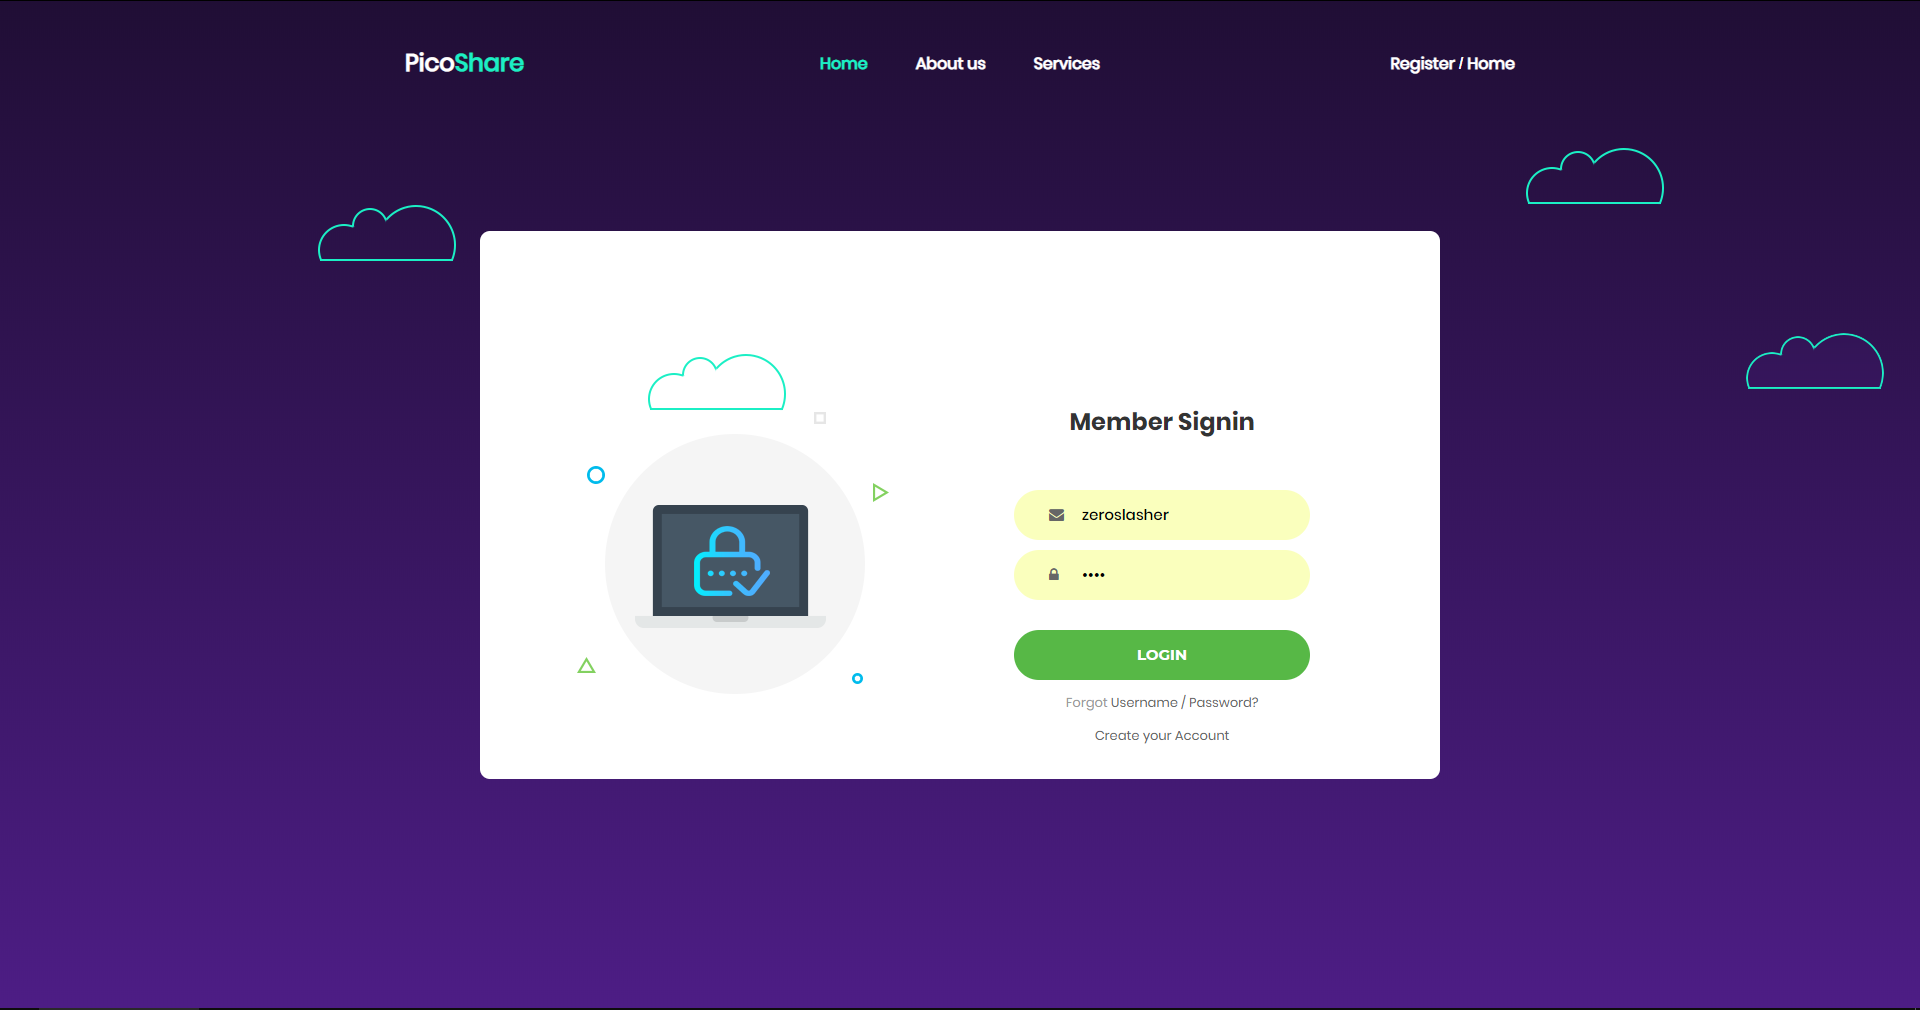 PicoShare
Home About us Services
Register / Home
Member Signin
zeroslasher
••••
LOGIN
Forgot Username / Password?
Create your Account